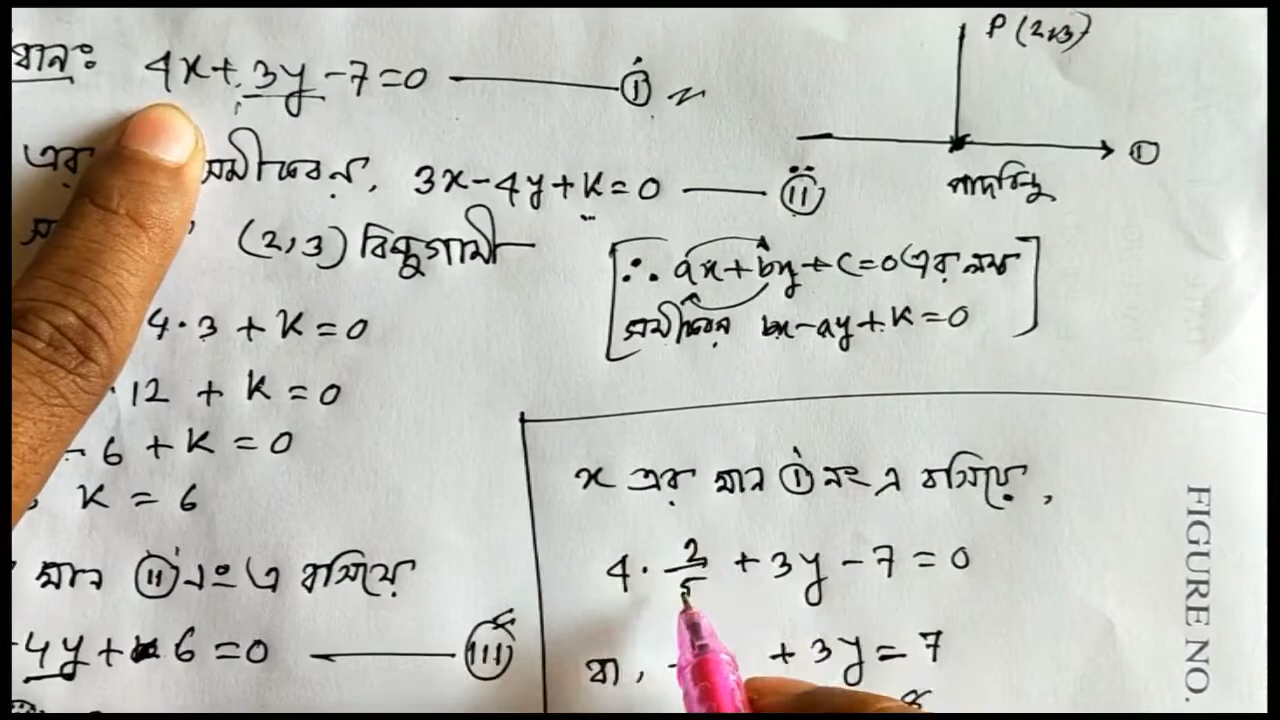 4x+3y-7=0 ——— (i)
P(2,3)
(i)
পাদবিন্দু
এর সমীকরণ, 3x-4y+k=0 —— (ii)
(2,3) বিন্দুগামী
[∴ ax+by+c=0 এর লম্ব
সমীকরণ bx-ay+k=0]
4·3+k=0
12+k=0
-6+k=0
k=6
মান (ii) নং এ বসিয়ে
-4y+6=0 ——— (iii)
x এর মান (i) নং এ বসিয়ে,
4·2/5+3y-7=0
বা, +3y=7
FIGURE NO.